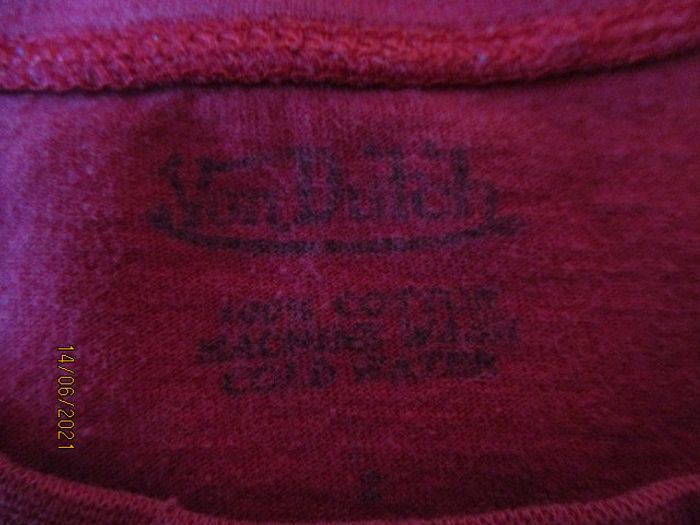 Von Dutch
100% COTTON
MACHINE WASH
COLD WATER
14/06/2021